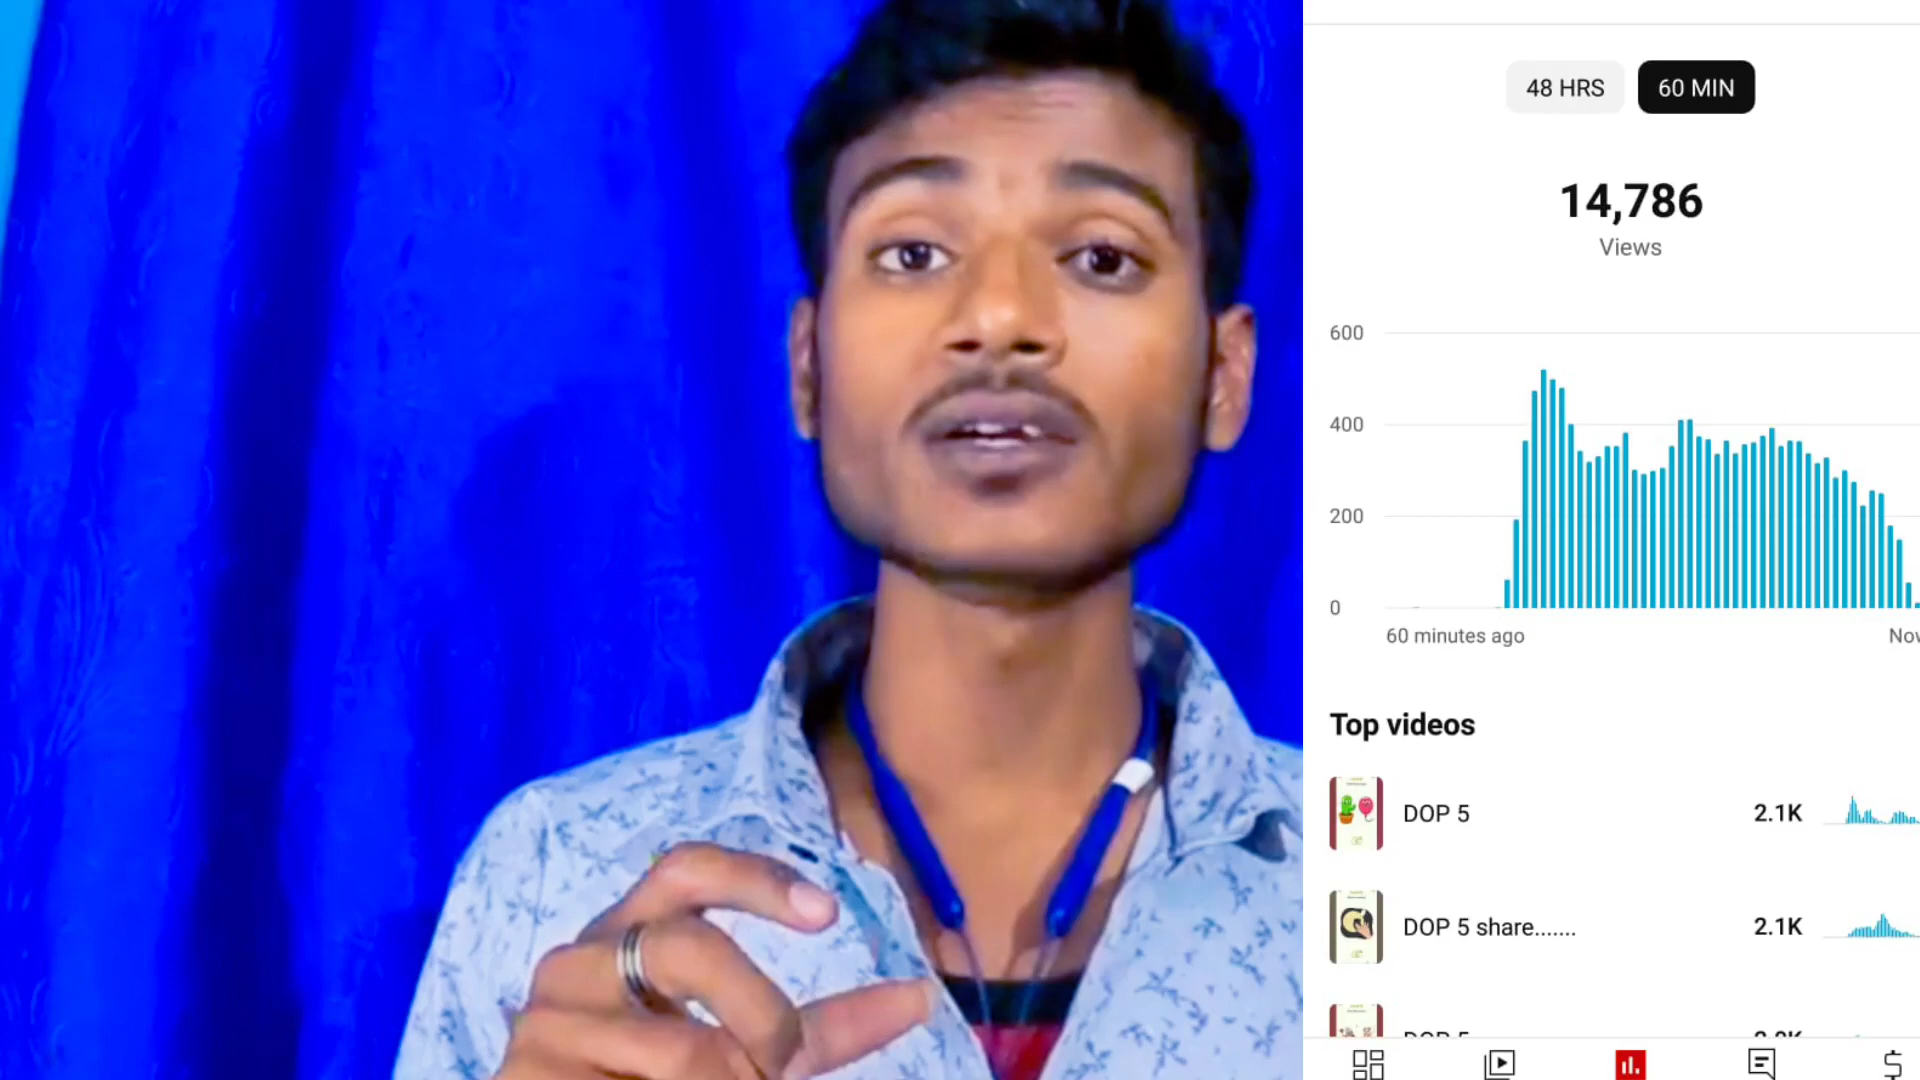 48 HRS 60 MIN
14,786
Views
600
400
200
0
60 minutes ago
Top videos
DOP 5 2.1K
DOP 5 share....... 2.1K